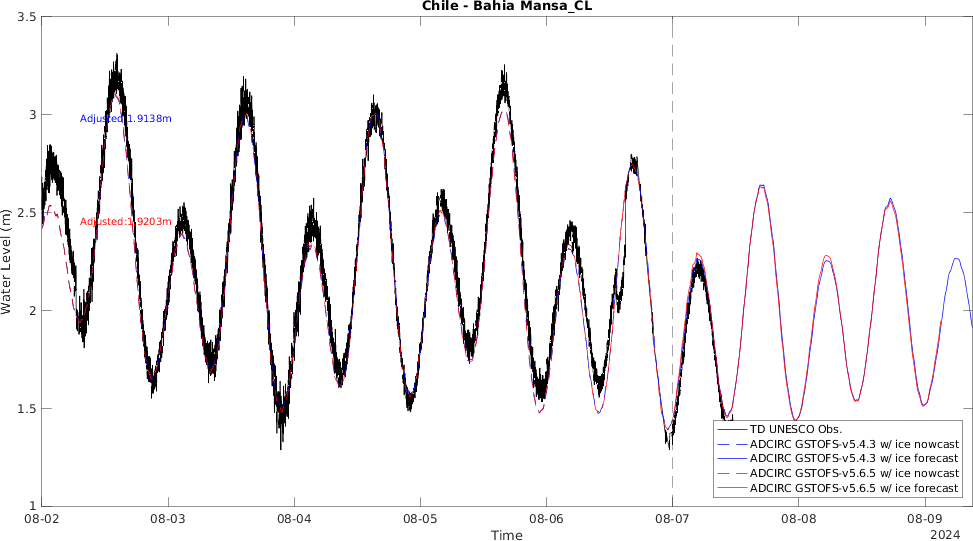 Chile - Bahia Mansa_CL
3.5
3
2.5
2
1.5
1
Water Level (m)
Adjusted:1.9138m
Adjusted:1.9203m
TD UNESCO Obs.
ADCIRC GSTOFS-v5.4.3 w/ ice nowcast
ADCIRC GSTOFS-v5.4.3 w/ ice forecast
ADCIRC GSTOFS-v5.6.5 w/ ice nowcast
ADCIRC GSTOFS-v5.6.5 w/ ice forecast
08-02 08-03 08-04 08-05 08-06 08-07 08-08 08-09
Time
2024